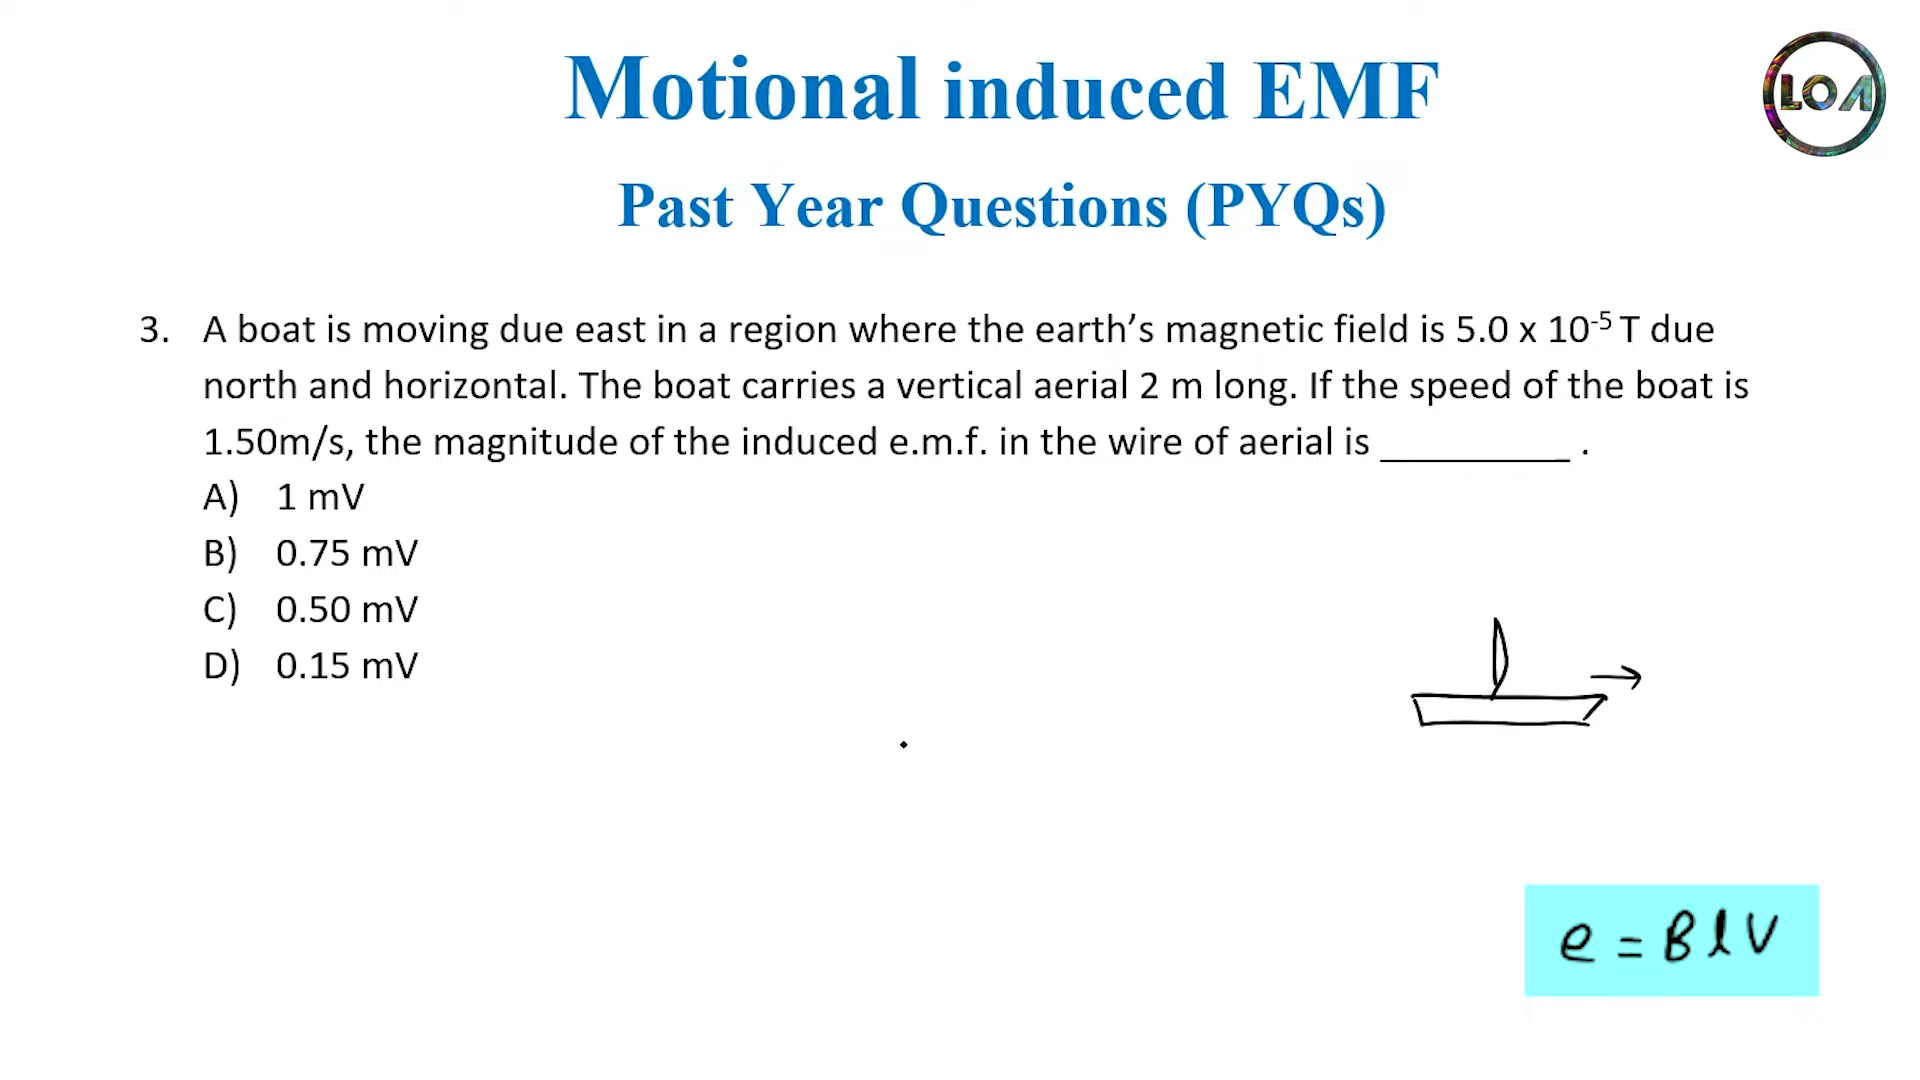 Motional induced EMF
LOA
Past Year Questions (PYQs)
3. A boat is moving due east in a region where the earth’s magnetic field is 5.0 x 10⁻⁵ T due
north and horizontal. The boat carries a vertical aerial 2 m long. If the speed of the boat is
1.50m/s, the magnitude of the induced e.m.f. in the wire of aerial is _________ .
A) 1 mV
B) 0.75 mV
C) 0.50 mV
D) 0.15 mV
e = B l V